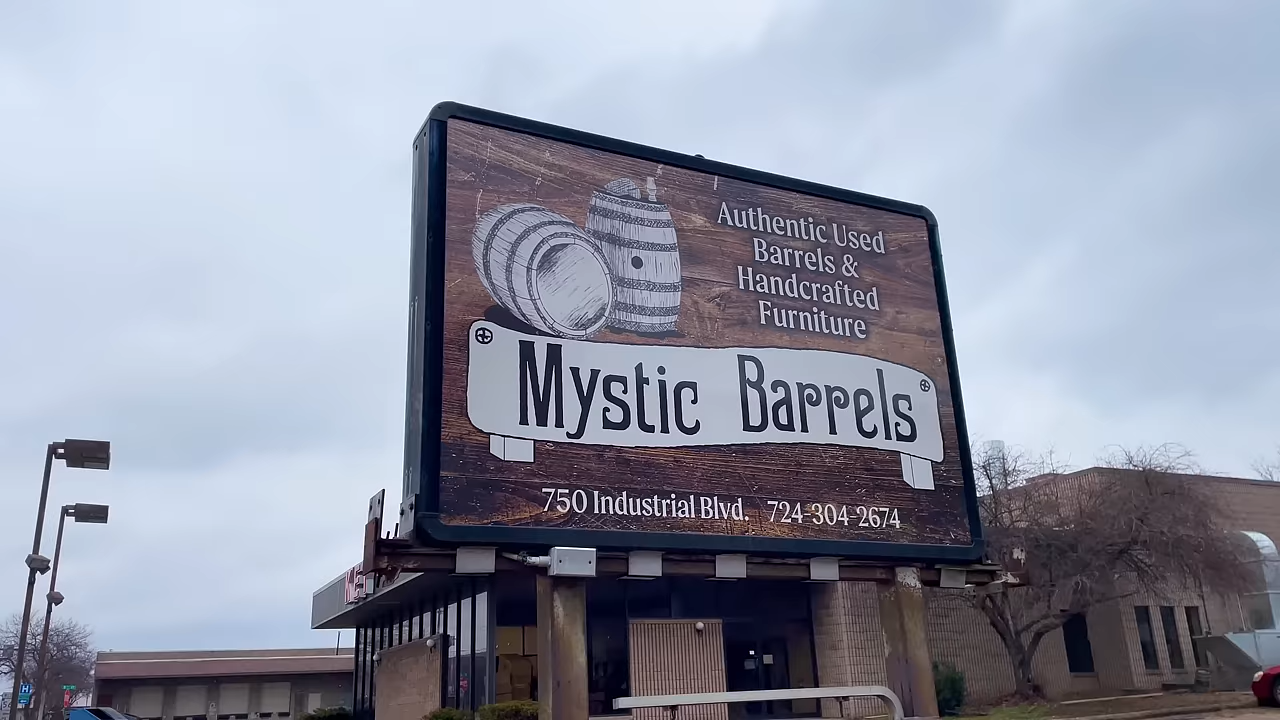 Authentic Used
Barrels &
Handcrafted
Furniture
Mystic Barrels
750 Industrial Blvd. 724-304-2674
H